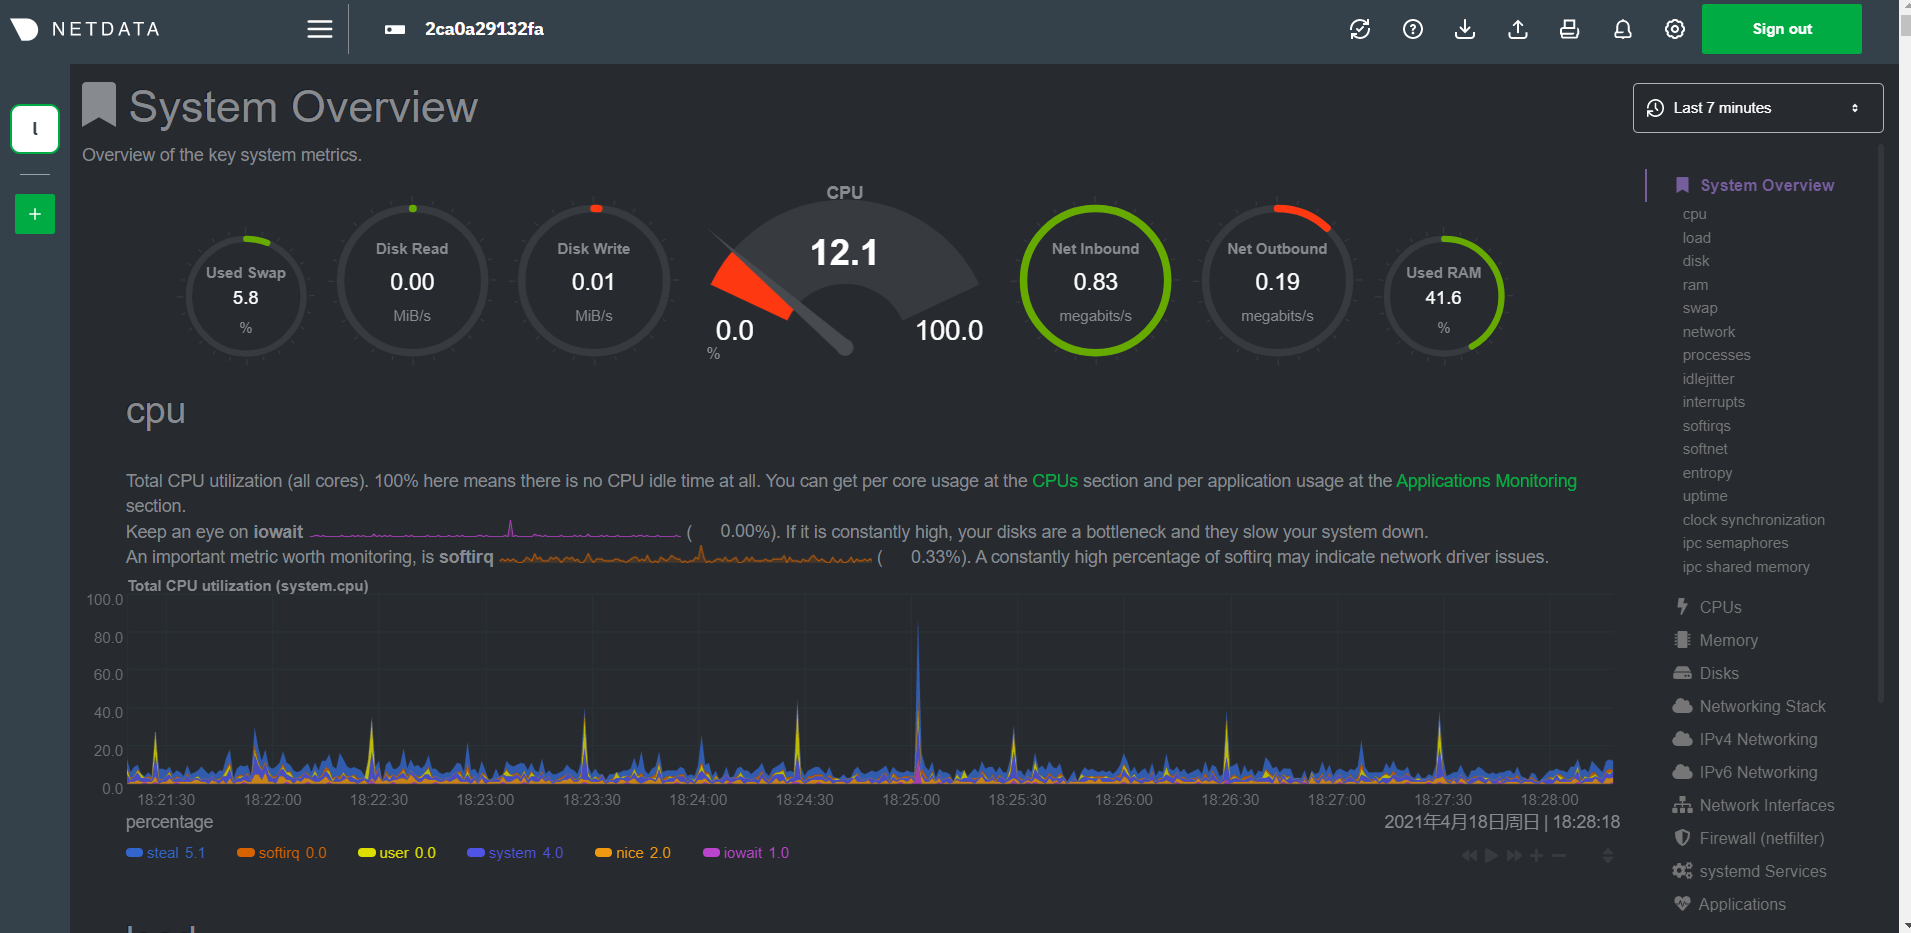 NETDATA
2ca0a29132fa
Sign out
l
+
System Overview
Overview of the key system metrics.
Last 7 minutes
Used Swap
5.8
%
Disk Read
0.00
MiB/s
Disk Write
0.01
MiB/s
CPU
12.1
0.0
100.0
%
Net Inbound
0.83
megabits/s
Net Outbound
0.19
megabits/s
Used RAM
41.6
%
cpu
Total CPU utilization (all cores). 100% here means there is no CPU idle time at all. You can get per core usage at the CPUs section and per application usage at the Applications Monitoring
section.
Keep an eye on iowait ( 0.00%). If it is constantly high, your disks are a bottleneck and they slow your system down.
An important metric worth monitoring, is softirq ( 0.33%). A constantly high percentage of softirq may indicate network driver issues.
Total CPU utilization (system.cpu)
100.0
80.0
60.0
40.0
20.0
0.0
18:21:30 18:22:00 18:22:30 18:23:00 18:23:30 18:24:00 18:24:30 18:25:00 18:25:30 18:26:00 18:26:30 18:27:00 18:27:30 18:28:00
percentage
2021年4月18日周日 | 18:28:18
steal 5.1 softirq 0.0 user 0.0 system 4.0 nice 2.0 iowait 1.0
System Overview
cpu
load
disk
ram
swap
network
processes
idlejitter
interrupts
softirqs
softnet
entropy
uptime
clock synchronization
ipc semaphores
ipc shared memory
CPUs
Memory
Disks
Networking Stack
IPv4 Networking
IPv6 Networking
Network Interfaces
Firewall (netfilter)
systemd Services
Applications